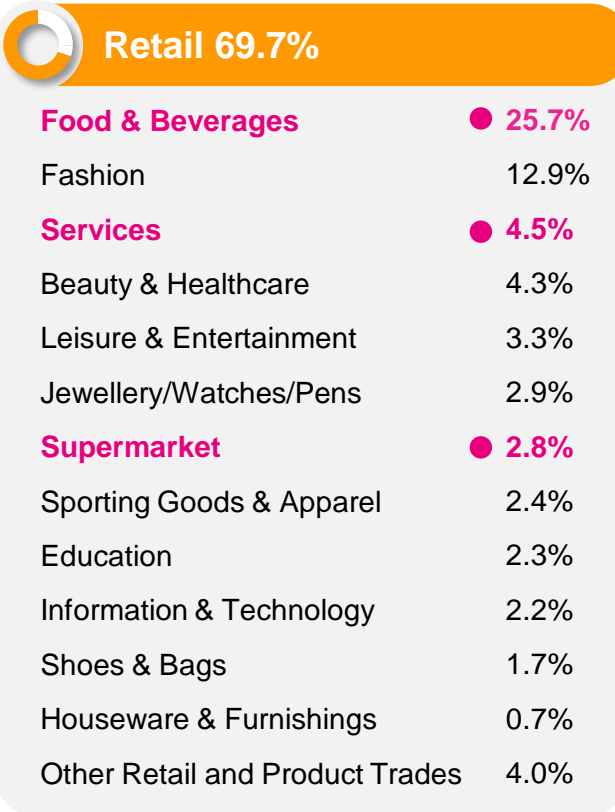 Retail 69.7%
Food & Beverages 25.7%
Fashion 12.9%
Services 4.5%
Beauty & Healthcare 4.3%
Leisure & Entertainment 3.3%
Jewellery/Watches/Pens 2.9%
Supermarket 2.8%
Sporting Goods & Apparel 2.4%
Education 2.3%
Information & Technology 2.2%
Shoes & Bags 1.7%
Houseware & Furnishings 0.7%
Other Retail and Product Trades 4.0%